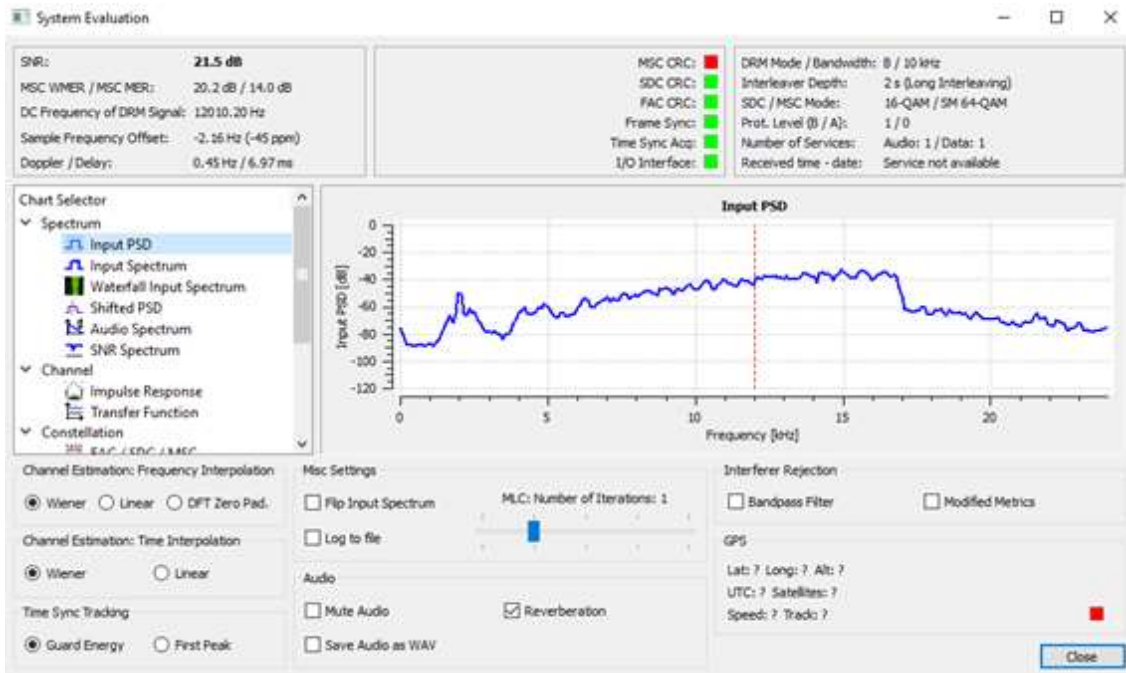 System Evaluation
SNR: 21.5 dB
MSC WMER / MSC MER: 20.2 dB / 14.0 dB
DC Frequency of DRM Signal: 12010.20 Hz
Sample Frequency Offset: -2.16 Hz (-45 ppm)
Doppler / Delay: 0.45 Hz / 6.97 ms
MSC CRC:
SDC CRC:
FAC CRC:
Frame Sync:
Time Sync Acq:
I/O Interface:
DRM Mode / Bandwidth: B / 10 kHz
Interleaver Depth: 2 s (Long Interleaving)
SDC / MSC Mode: 16-QAM / SM 64-QAM
Prot. Level (B / A): 1 / 0
Number of Services: Audio: 1 / Data: 1
Received time - date: Service not available
Chart Selector
Spectrum
Input PSD
Input Spectrum
Waterfall Input Spectrum
Shifted PSD
Audio Spectrum
SNR Spectrum
Channel
Impulse Response
Transfer Function
Constellation
FAC / SDC / MSC
Input PSD
Input PSD [dB]
0
-20
-40
-60
-80
-100
-120
0 5 10 15 20
Frequency [kHz]
Channel Estimation: Frequency Interpolation
Wiener Linear DFT Zero Pad.
Channel Estimation: Time Interpolation
Wiener Linear
Time Sync Tracking
Guard Energy First Peak
Misc Settings
Flip Input Spectrum
MLC: Number of Iterations: 1
Log to file
Audio
Mute Audio Reverberation
Save Audio as WAV
Interferer Rejection
Bandpass Filter Modified Metrics
GPS
Lat: ? Long: ? Alt: ?
UTC: ? Satellites: ?
Speed: ? Track: ?
Close